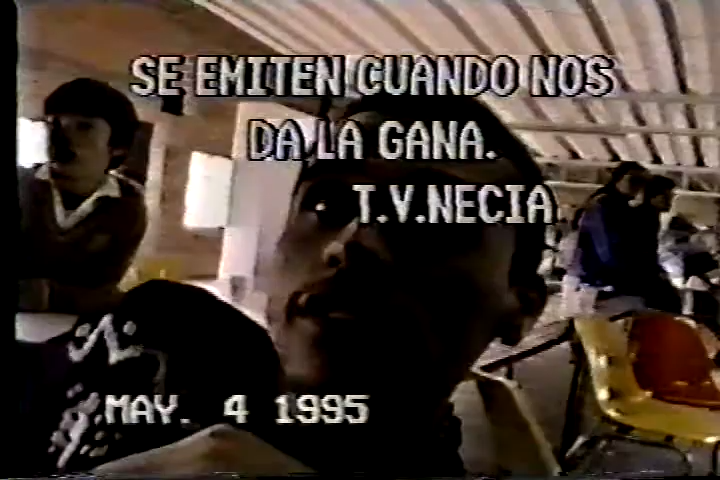 SE EMITEN CUANDO NOS
DA LA GANA.
T.V.NECIA
MAY. 4 1995